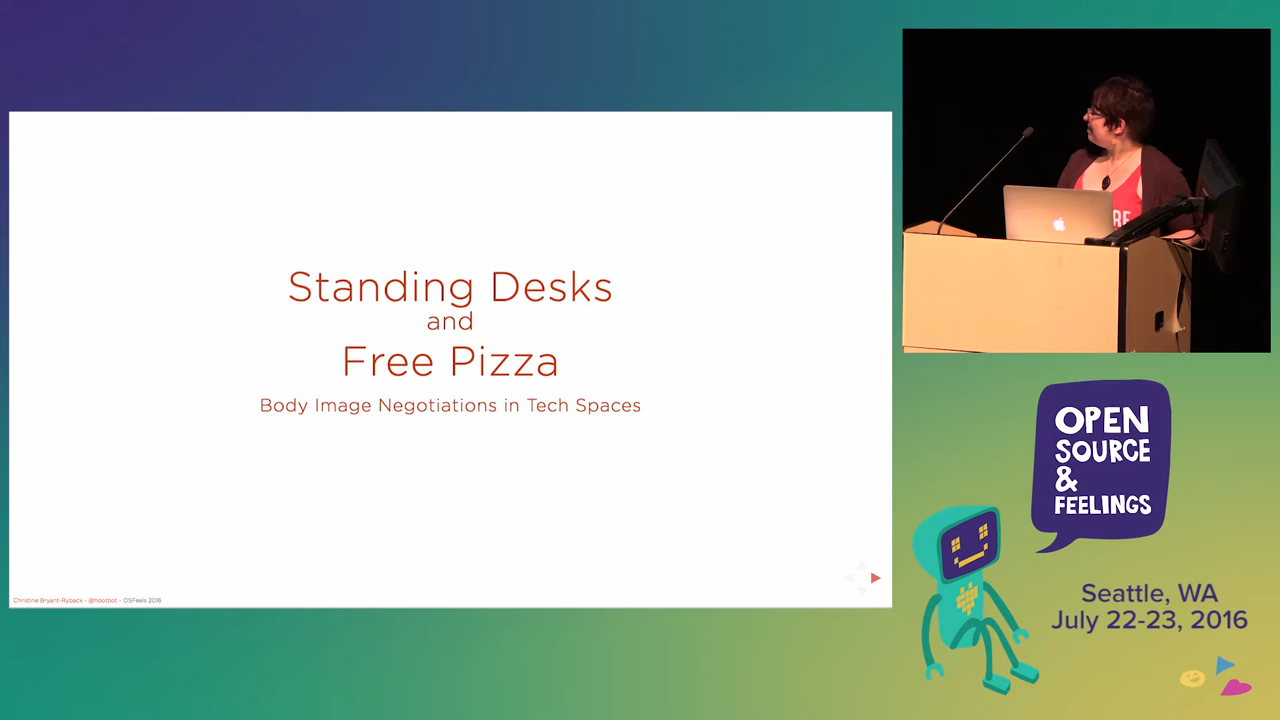 Standing Desks
and
Free Pizza
Body Image Negotiations in Tech Spaces
Christine Bryant-Ryback - @hootbot - OSFeels 2016
RE
OPEN
SOURCE
&
FEELINGS
Seattle, WA
July 22-23, 2016